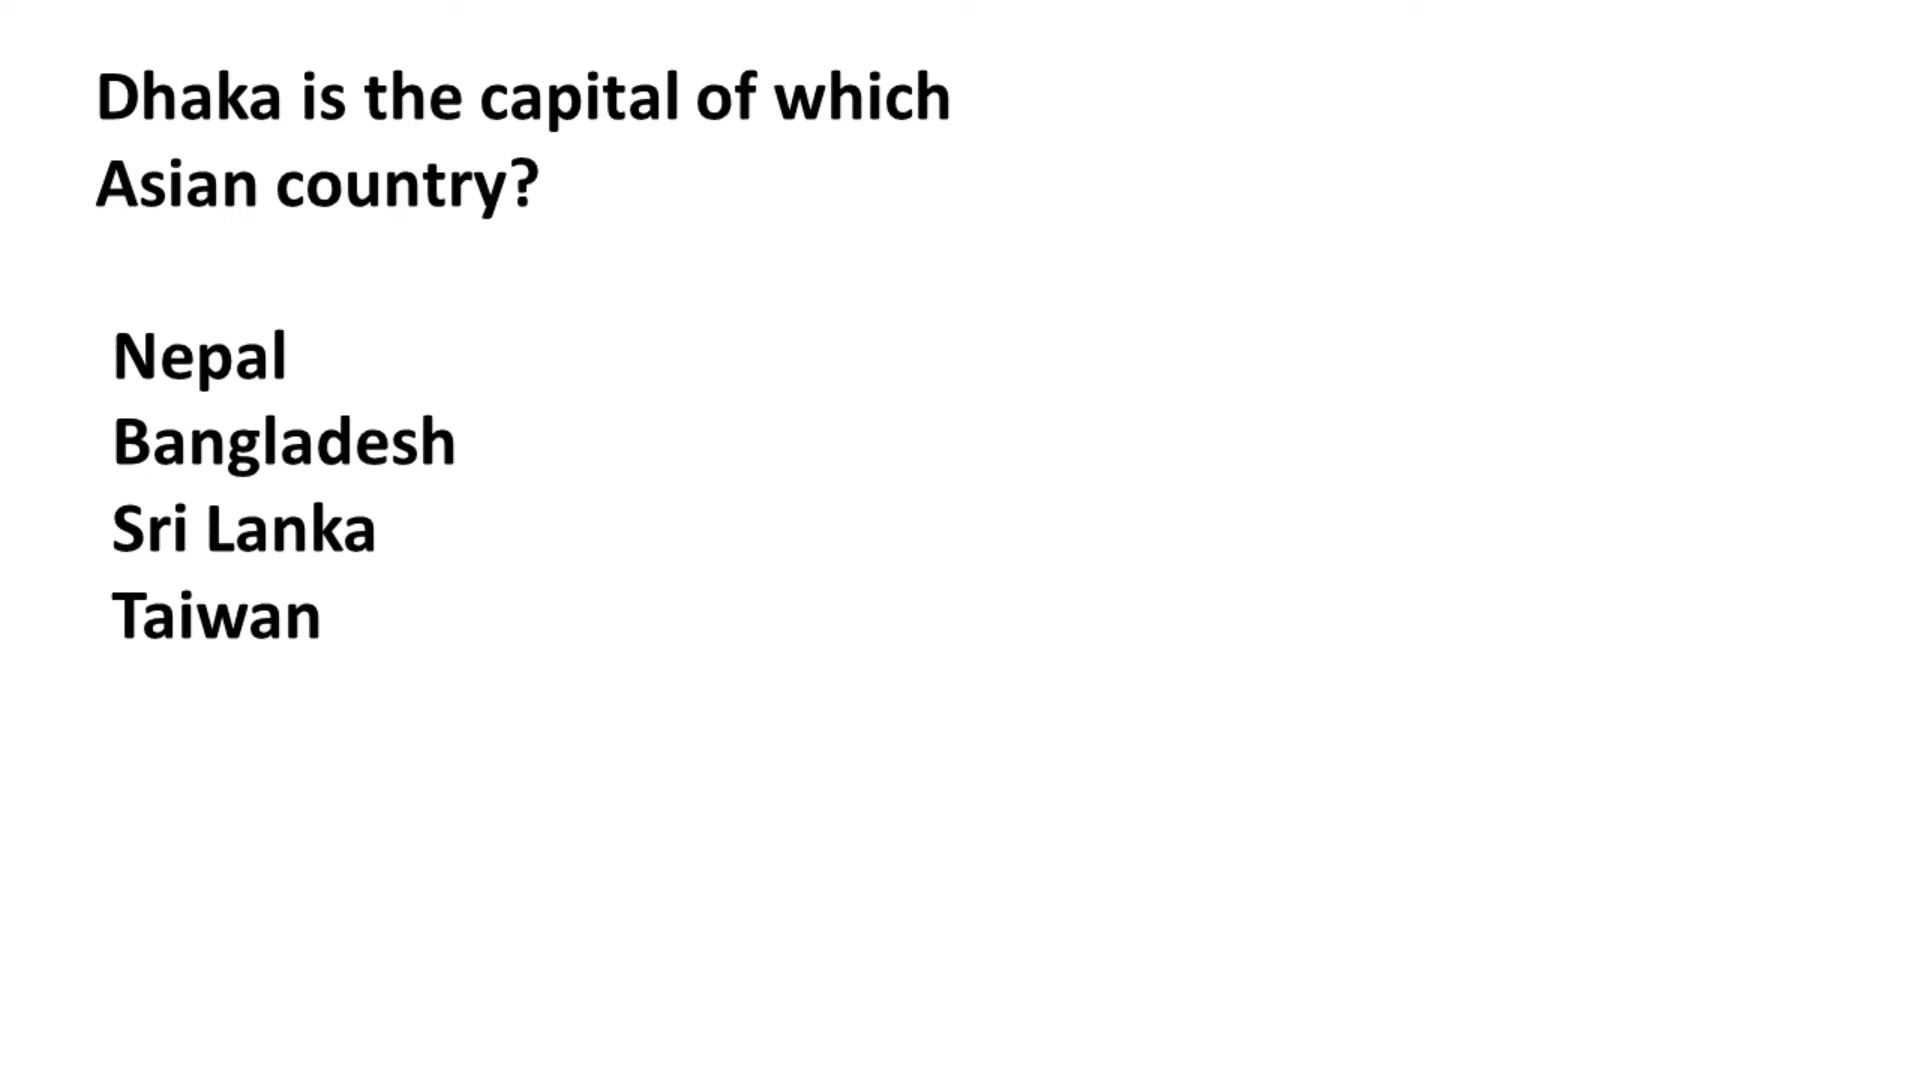 Dhaka is the capital of which
Asian country?
Nepal
Bangladesh
Sri Lanka
Taiwan